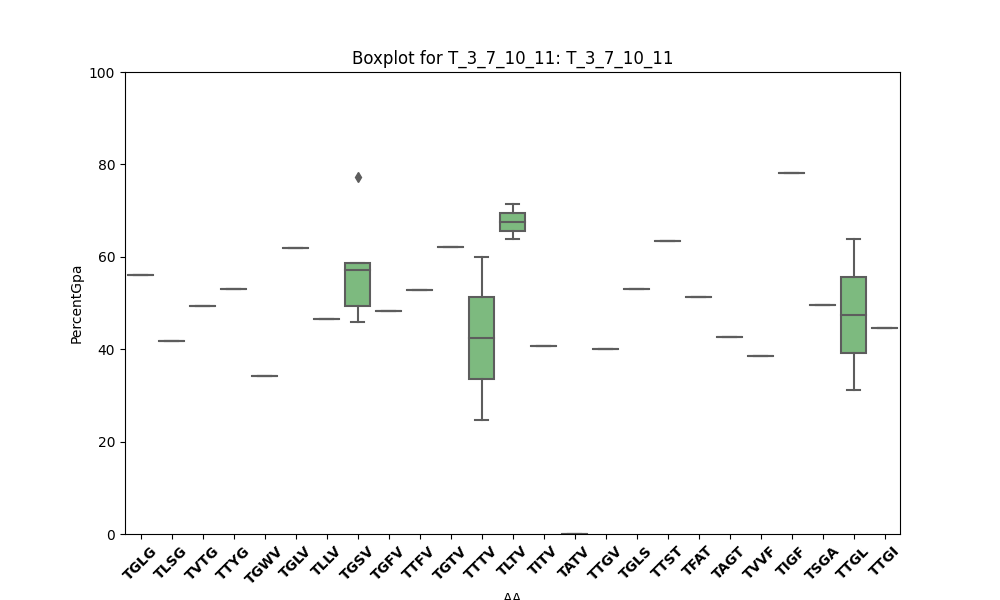 Boxplot for T_3_7_10_11: T_3_7_10_11
PercentGpa
100
80
60
40
20
0
TGLG
TLSG
TVTG
TTYG
TGWV
TGLV
TLLV
TGSV
TGFV
TTFV
TGTV
TTTV
TLTV
TITV
TATV
TTGV
TGLS
TTST
TFAT
TAGT
TVVF
TIGF
TSGA
TTGL
TTGI
AA